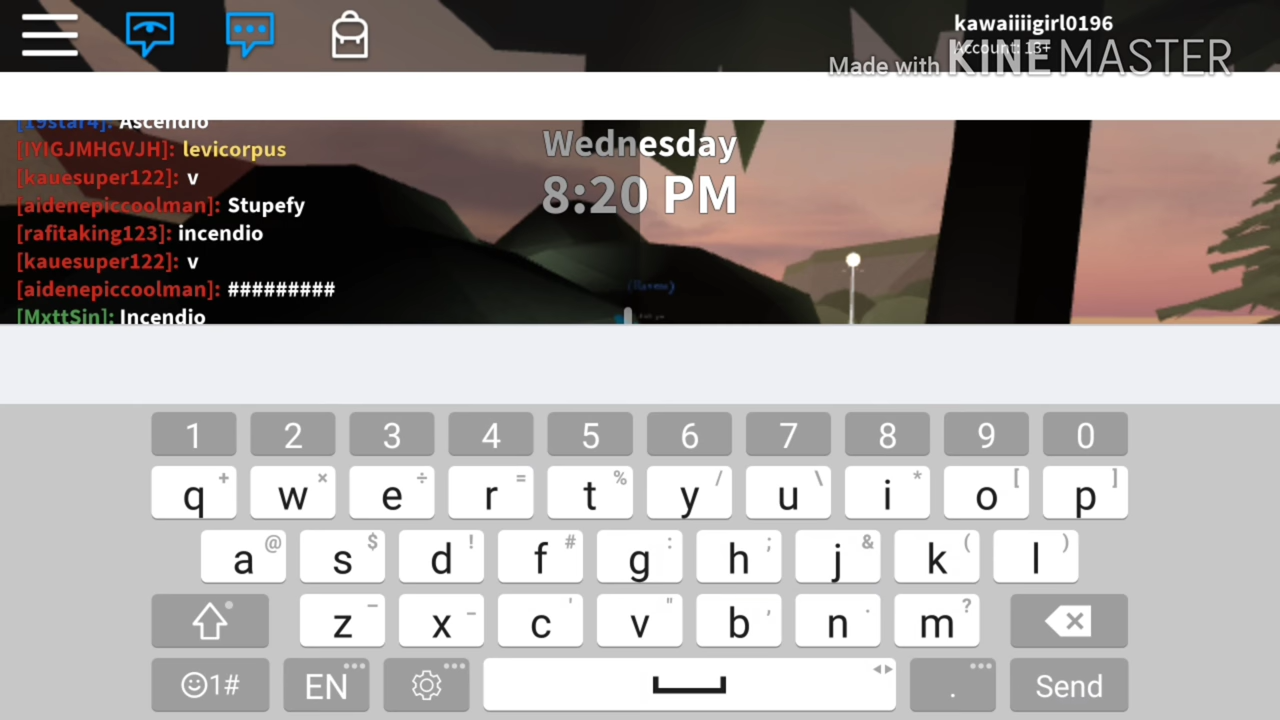 kawaiiiigirl0196
Account: 13+
Made with KINEMASTER
[19star4]: Ascendio
[IYIGJMHGVJH]: levicorpus
[kauesuper122]: v
[aidenepiccoolman]: Stupefy
[rafitaking123]: incendio
[kauesuper122]: v
[aidenepiccoolman]: #########
[MxttSin]: Incendio
Wednesday
8:20 PM
1 2 3 4 5 6 7 8 9 0
q + w × e ÷ r = t % y / u \ i * o [ p ]
a @ s $ d ! f # g : h ; j & k ( l )
z – x - c ' v " b , n . m ?
1# EN . Send